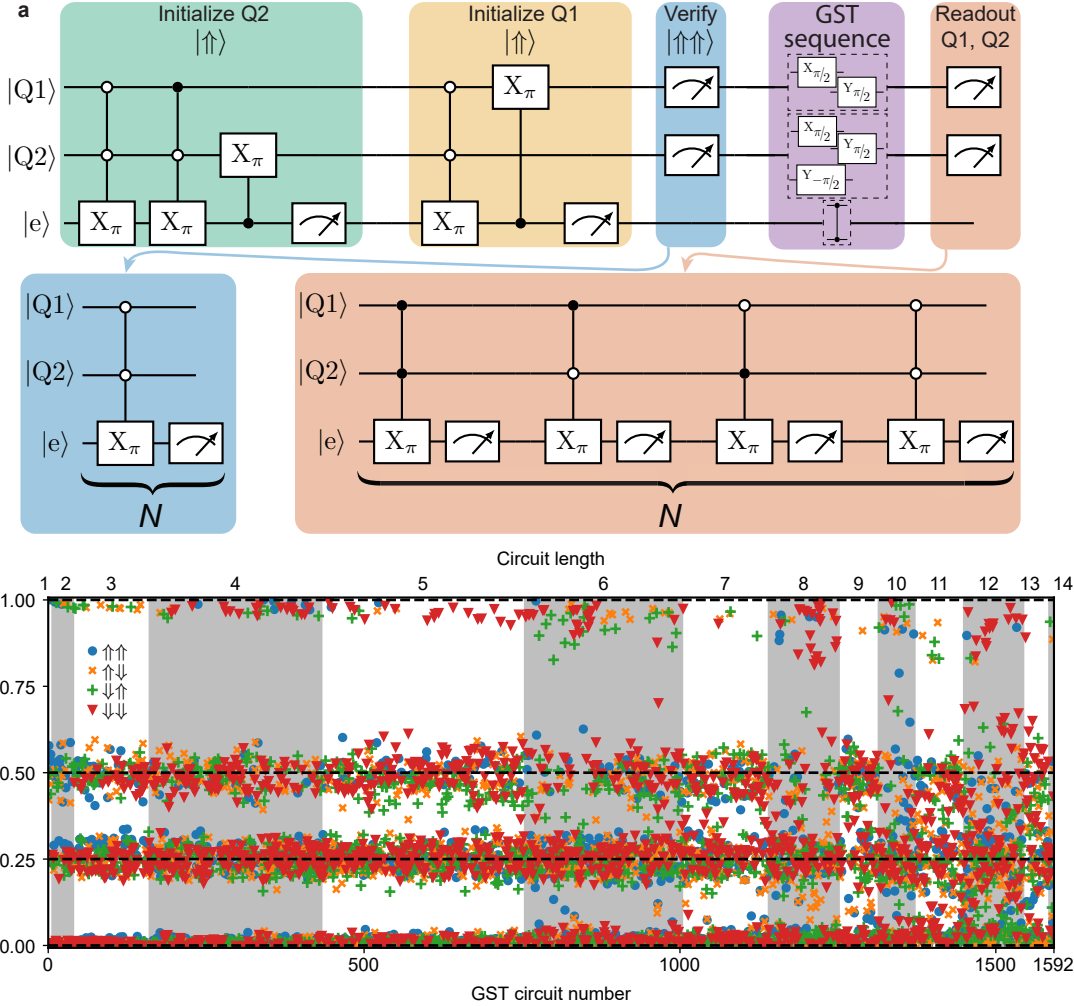 a
Initialize Q2
|⇑⟩
Initialize Q1
|⇑⟩
Verify
|⇑⇑⟩
GST
sequence
Readout
Q1, Q2
|Q1⟩
Xπ
Xπ/2
Yπ/2
|Q2⟩
Xπ
Xπ/2
Yπ/2
Y−π/2
|e⟩
Xπ
Xπ
Xπ
|Q1⟩
|Q2⟩
|e⟩
Xπ
N
|Q1⟩
|Q2⟩
|e⟩
Xπ
Xπ
Xπ
Xπ
N
Circuit length
1 2 3 4 5 6 7 8 9 10 11 12 13 14
1.00
0.75
0.50
0.25
0.00
⇑⇑
⇑⇓
⇓⇑
⇓⇓
0 500 1000 1500 1592
GST circuit number